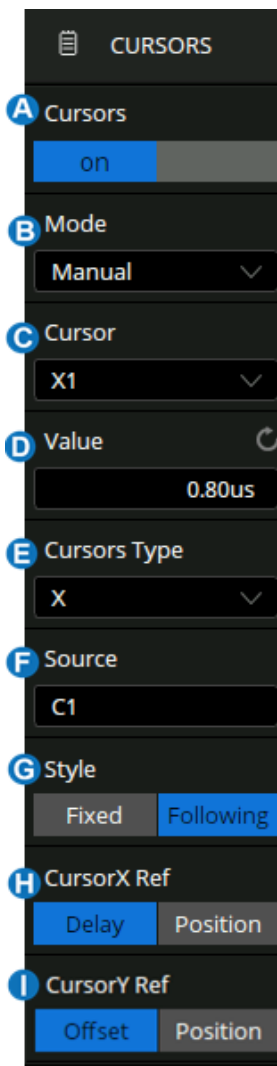 CURSORS
A Cursors
on
B Mode
Manual
C Cursor
X1
D Value
0.80us
E Cursors Type
X
F Source
C1
G Style
Fixed Following
H CursorX Ref
Delay Position
I CursorY Ref
Offset Position